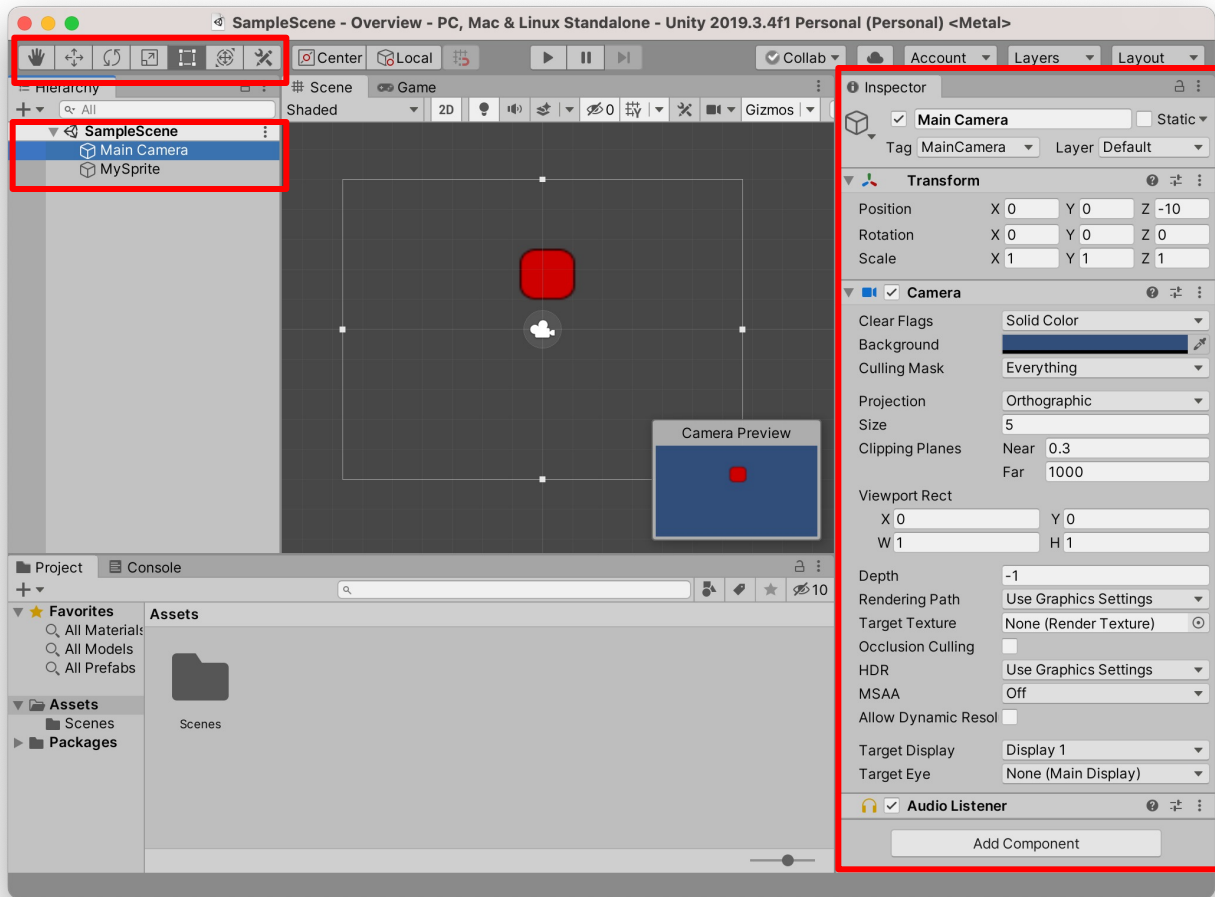 SampleScene - Overview - PC, Mac & Linux Standalone - Unity 2019.3.4f1 Personal (Personal) <Metal>
Center Local Collab Account Layers Layout
Hierarchy
All
SampleScene
Main Camera
MySprite
Scene Game
Shaded 2D 0 Gizmos
Camera Preview
Inspector
Main Camera Static
Tag MainCamera Layer Default
Transform
Position X 0 Y 0 Z -10
Rotation X 0 Y 0 Z 0
Scale X 1 Y 1 Z 1
Camera
Clear Flags Solid Color
Background
Culling Mask Everything
Projection Orthographic
Size 5
Clipping Planes Near 0.3
Far 1000
Viewport Rect
X 0 Y 0
W 1 H 1
Depth -1
Rendering Path Use Graphics Settings
Target Texture None (Render Texture)
Occlusion Culling
HDR Use Graphics Settings
MSAA Off
Allow Dynamic Resol
Target Display Display 1
Target Eye None (Main Display)
Audio Listener
Add Component
Project Console
10
Favorites
All Materials
All Models
All Prefabs
Assets
Scenes
Packages
Assets
Scenes